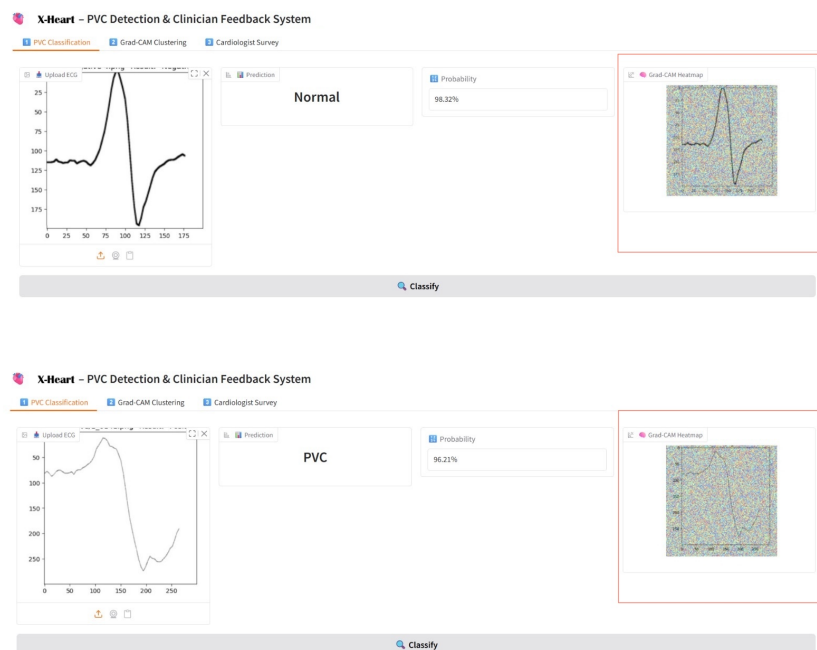 X-Heart – PVC Detection & Clinician Feedback System
1 PVC Classification 2 Grad-CAM Clustering 3 Cardiologist Survey
Upload ECG
Prediction
Normal
Probability
98.32%
Grad-CAM Heatmap
25
50
75
100
125
150
175
0 25 50 75 100 125 150 175
Classify
X-Heart – PVC Detection & Clinician Feedback System
1 PVC Classification 2 Grad-CAM Clustering 3 Cardiologist Survey
Upload ECG
Prediction
PVC
Probability
96.21%
Grad-CAM Heatmap
50
100
150
200
250
0 50 100 150 200 250
Classify